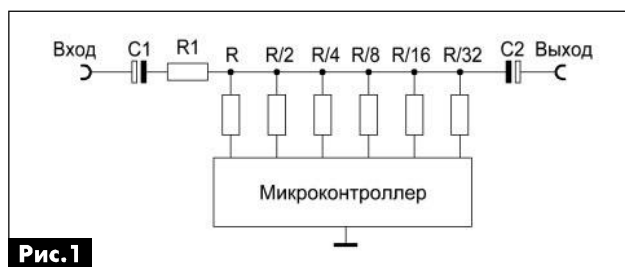 Вход C1 R1 R R/2 R/4 R/8 R/16 R/32 C2 Выход
Микроконтроллер
Рис.1